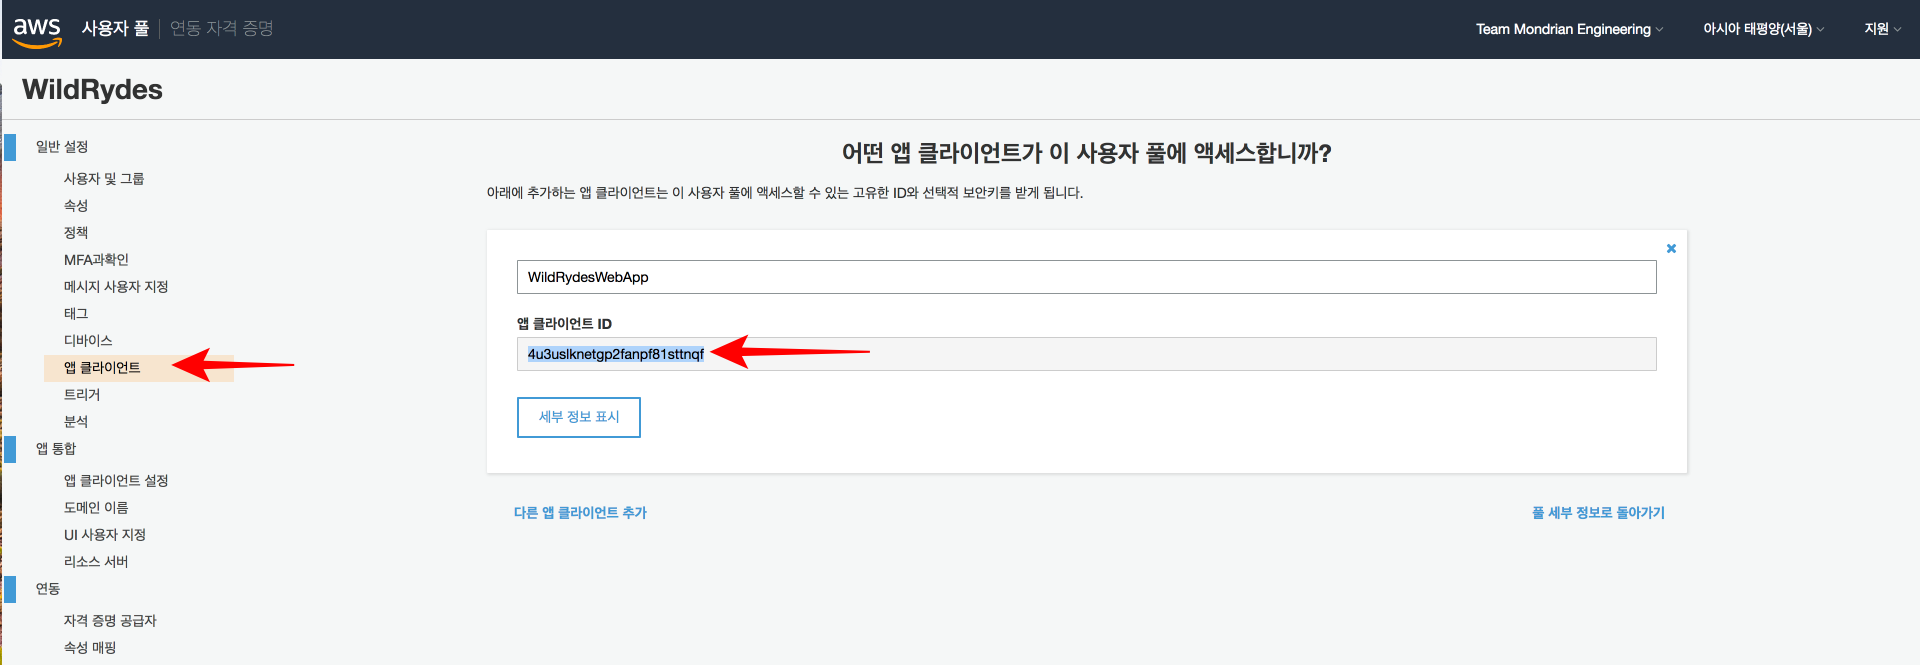 aws 사용자 풀 연동 자격 증명 Team Mondrian Engineering 아시아 태평양(서울) 지원
WildRydes
일반 설정
사용자 및 그룹
속성
정책
MFA과확인
메시지 사용자 지정
태그
디바이스
앱 클라이언트
트리거
분석
앱 통합
앱 클라이언트 설정
도메인 이름
UI 사용자 지정
리소스 서버
연동
자격 증명 공급자
속성 매핑
어떤 앱 클라이언트가 이 사용자 풀에 액세스합니까?
아래에 추가하는 앱 클라이언트는 이 사용자 풀에 액세스할 수 있는 고유한 ID와 선택적 보안키를 받게 됩니다.
WildRydesWebApp
앱 클라이언트 ID
4u3uslknetgp2fanpf81sttnqf
세부 정보 표시
다른 앱 클라이언트 추가
풀 세부 정보로 돌아가기